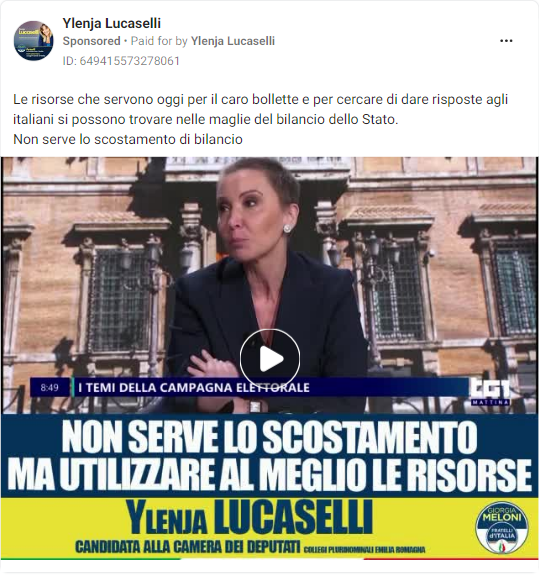 Ylenja Lucaselli
Sponsored • Paid for by Ylenja Lucaselli
ID: 649415573278061
Le risorse che servono oggi per il caro bollette e per cercare di dare risposte agli
italiani si possono trovare nelle maglie del bilancio dello Stato.
Non serve lo scostamento di bilancio
8:49 I TEMI DELLA CAMPAGNA ELETTORALE
TG1
MATTINA
NON SERVE LO SCOSTAMENTO
MA UTILIZZARE AL MEGLIO LE RISORSE
YLENJA LUCASELLI
CANDIDATA ALLA CAMERA DEI DEPUTATI COLLEGI PLURINOMINALI EMILIA ROMAGNA
GIORGIA
MELONI
FRATELLI
d'ITALIA